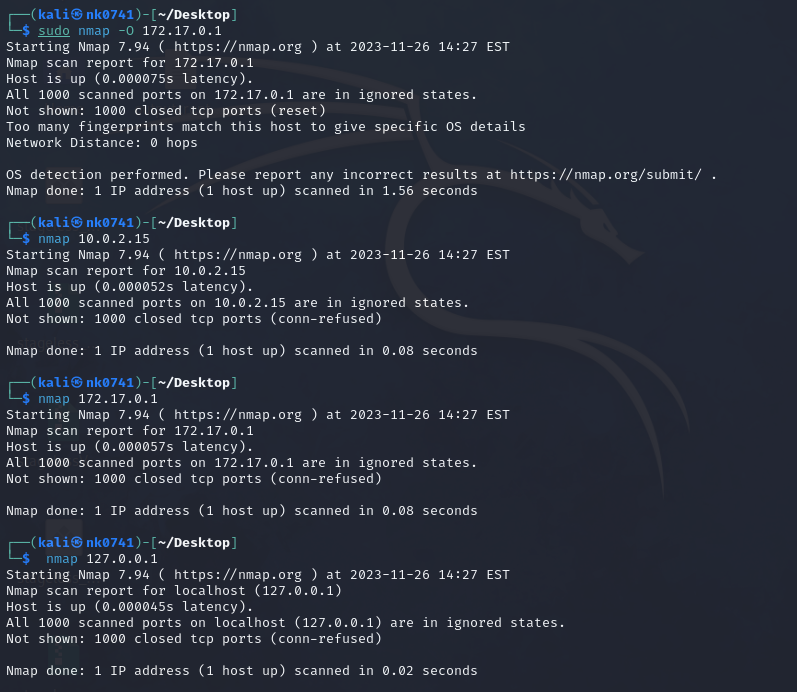 ┌──(kali㉿nk0741)-[~/Desktop]
└─$ sudo nmap -O 172.17.0.1
Starting Nmap 7.94 ( https://nmap.org ) at 2023-11-26 14:27 EST
Nmap scan report for 172.17.0.1
Host is up (0.000075s latency).
All 1000 scanned ports on 172.17.0.1 are in ignored states.
Not shown: 1000 closed tcp ports (reset)
Too many fingerprints match this host to give specific OS details
Network Distance: 0 hops

OS detection performed. Please report any incorrect results at https://nmap.org/submit/ .
Nmap done: 1 IP address (1 host up) scanned in 1.56 seconds

┌──(kali㉿nk0741)-[~/Desktop]
└─$ nmap 10.0.2.15
Starting Nmap 7.94 ( https://nmap.org ) at 2023-11-26 14:27 EST
Nmap scan report for 10.0.2.15
Host is up (0.000052s latency).
All 1000 scanned ports on 10.0.2.15 are in ignored states.
Not shown: 1000 closed tcp ports (conn-refused)

Nmap done: 1 IP address (1 host up) scanned in 0.08 seconds

┌──(kali㉿nk0741)-[~/Desktop]
└─$ nmap 172.17.0.1
Starting Nmap 7.94 ( https://nmap.org ) at 2023-11-26 14:27 EST
Nmap scan report for 172.17.0.1
Host is up (0.000057s latency).
All 1000 scanned ports on 172.17.0.1 are in ignored states.
Not shown: 1000 closed tcp ports (conn-refused)

Nmap done: 1 IP address (1 host up) scanned in 0.08 seconds

┌──(kali㉿nk0741)-[~/Desktop]
└─$  nmap 127.0.0.1
Starting Nmap 7.94 ( https://nmap.org ) at 2023-11-26 14:27 EST
Nmap scan report for localhost (127.0.0.1)
Host is up (0.000045s latency).
All 1000 scanned ports on localhost (127.0.0.1) are in ignored states.
Not shown: 1000 closed tcp ports (conn-refused)

Nmap done: 1 IP address (1 host up) scanned in 0.02 seconds